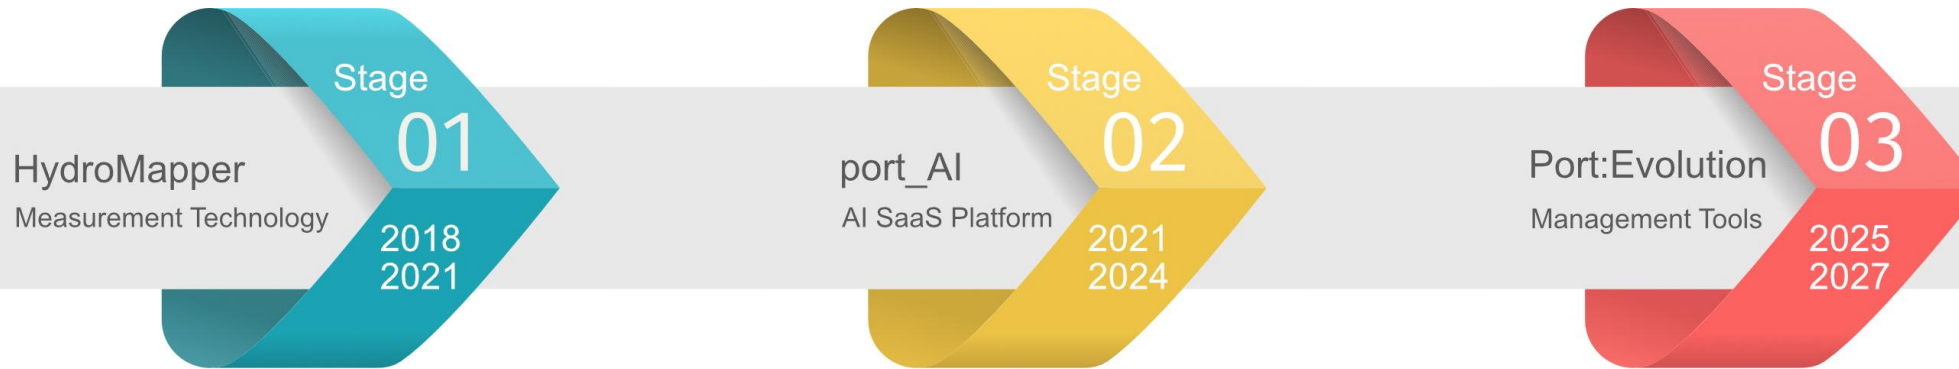 Stage
01
HydroMapper
Measurement Technology
2018
2021
Stage
02
port_AI
AI SaaS Platform
2021
2024
Stage
03
Port:Evolution
Management Tools
2025
2027